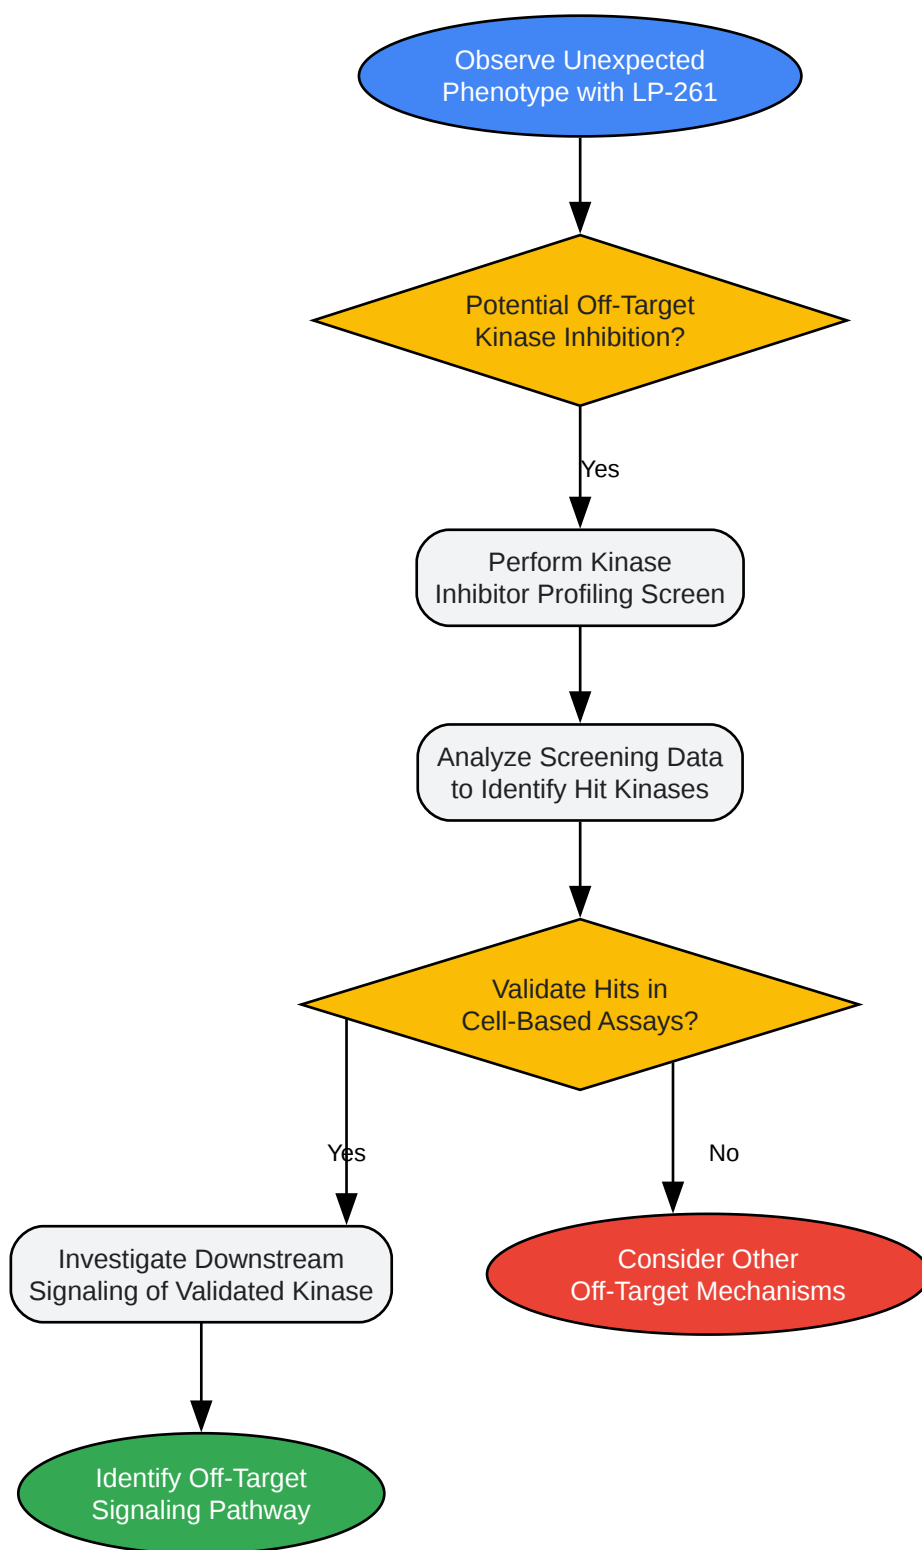 Observe Unexpected
Phenotype with LP-261
Potential Off-Target
Kinase Inhibition?
Yes
Perform Kinase
Inhibitor Profiling Screen
Analyze Screening Data
to Identify Hit Kinases
Validate Hits in
Cell-Based Assays?
Yes
No
Investigate Downstream
Signaling of Validated Kinase
Consider Other
Off-Target Mechanisms
Identify Off-Target
Signaling Pathway